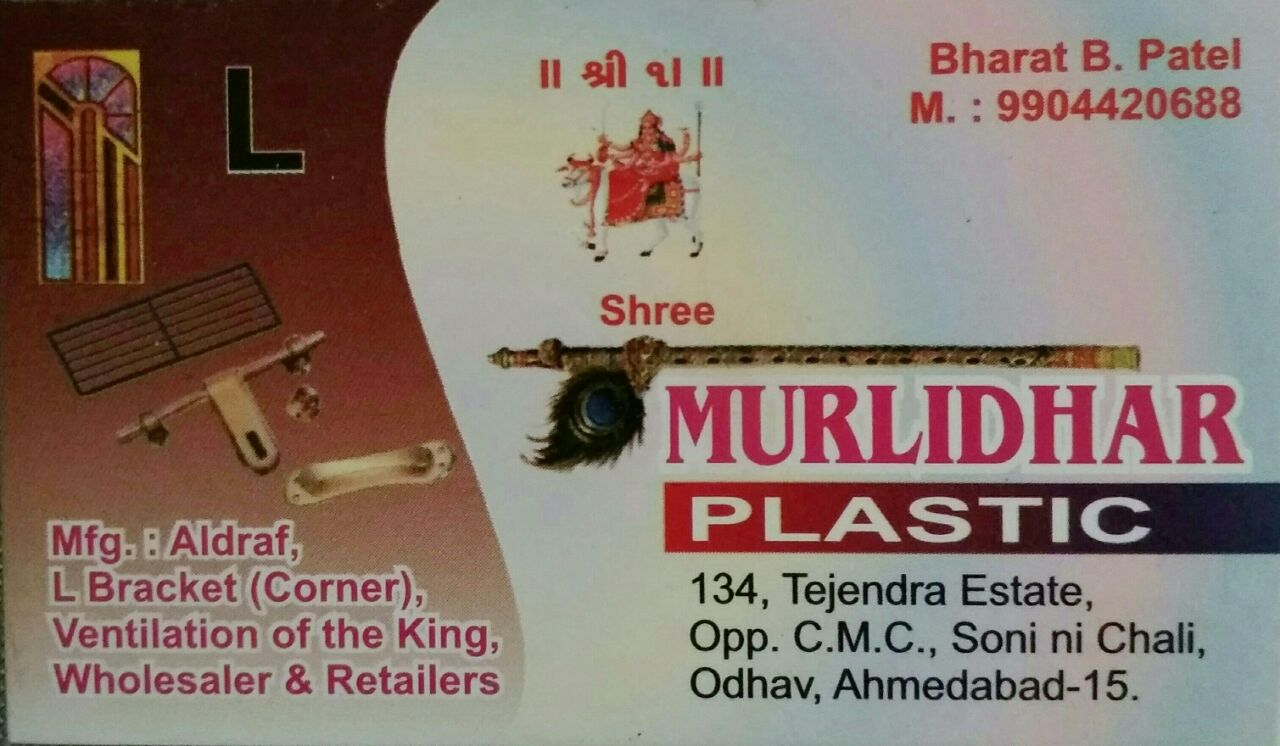 L
॥ श्री १। ॥
Bharat B. Patel
M. : 9904420688
Shree
MURLIDHAR
PLASTIC
Mfg. : Aldraf,
L Bracket (Corner),
Ventilation of the King,
Wholesaler & Retailers
134, Tejendra Estate,
Opp. C.M.C., Soni ni Chali,
Odhav, Ahmedabad-15.